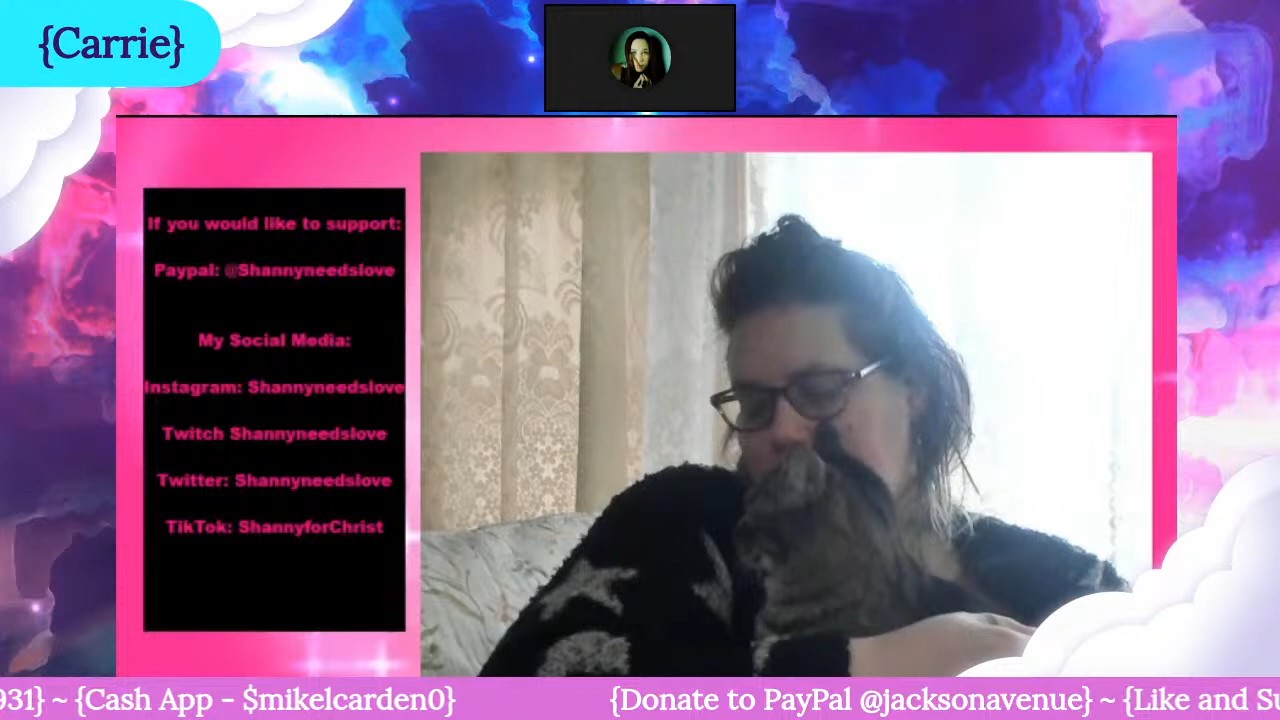 {Carrie}
If you would like to support:
Paypal: @Shannyneedslove
My Social Media:
Instagram: Shannyneedslove
Twitch Shannyneedslove
Twitter: Shannyneedslove
TikTok: ShannyforChrist
931} ~ {Cash App - $mikelcarden0} {Donate to PayPal @jacksonavenue} ~ {Like and Su